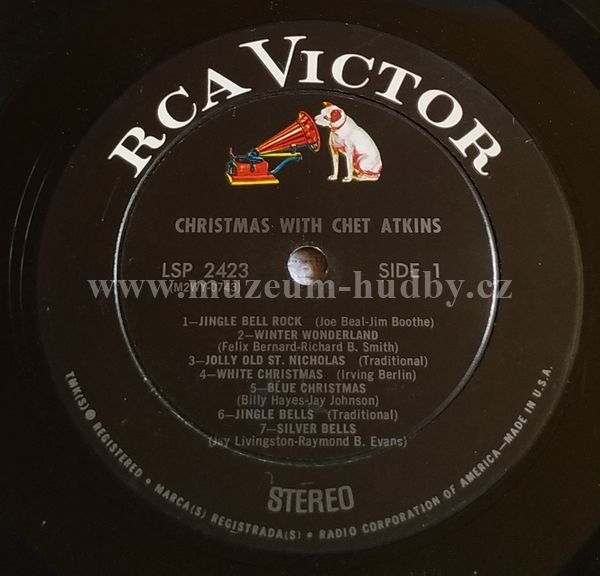 RCA VICTOR
CHRISTMAS WITH CHET ATKINS
LSP 2423 SIDE 1
(M2WY-0743)
www.muzeum-hudby.cz
1—JINGLE BELL ROCK (Joe Beal-Jim Boothe)
2—WINTER WONDERLAND
(Felix Bernard-Richard B. Smith)
3—JOLLY OLD ST. NICHOLAS (Traditional)
4—WHITE CHRISTMAS (Irving Berlin)
5—BLUE CHRISTMAS
(Billy Hayes-Jay Johnson)
6—JINGLE BELLS (Traditional)
7—SILVER BELLS
(Jay Livingston-Raymond B. Evans)
STEREO
TMK(S) ® REGISTERED • MARCA(S) REGISTRADA(S) • RADIO CORPORATION OF AMERICA—MADE IN U.S.A.